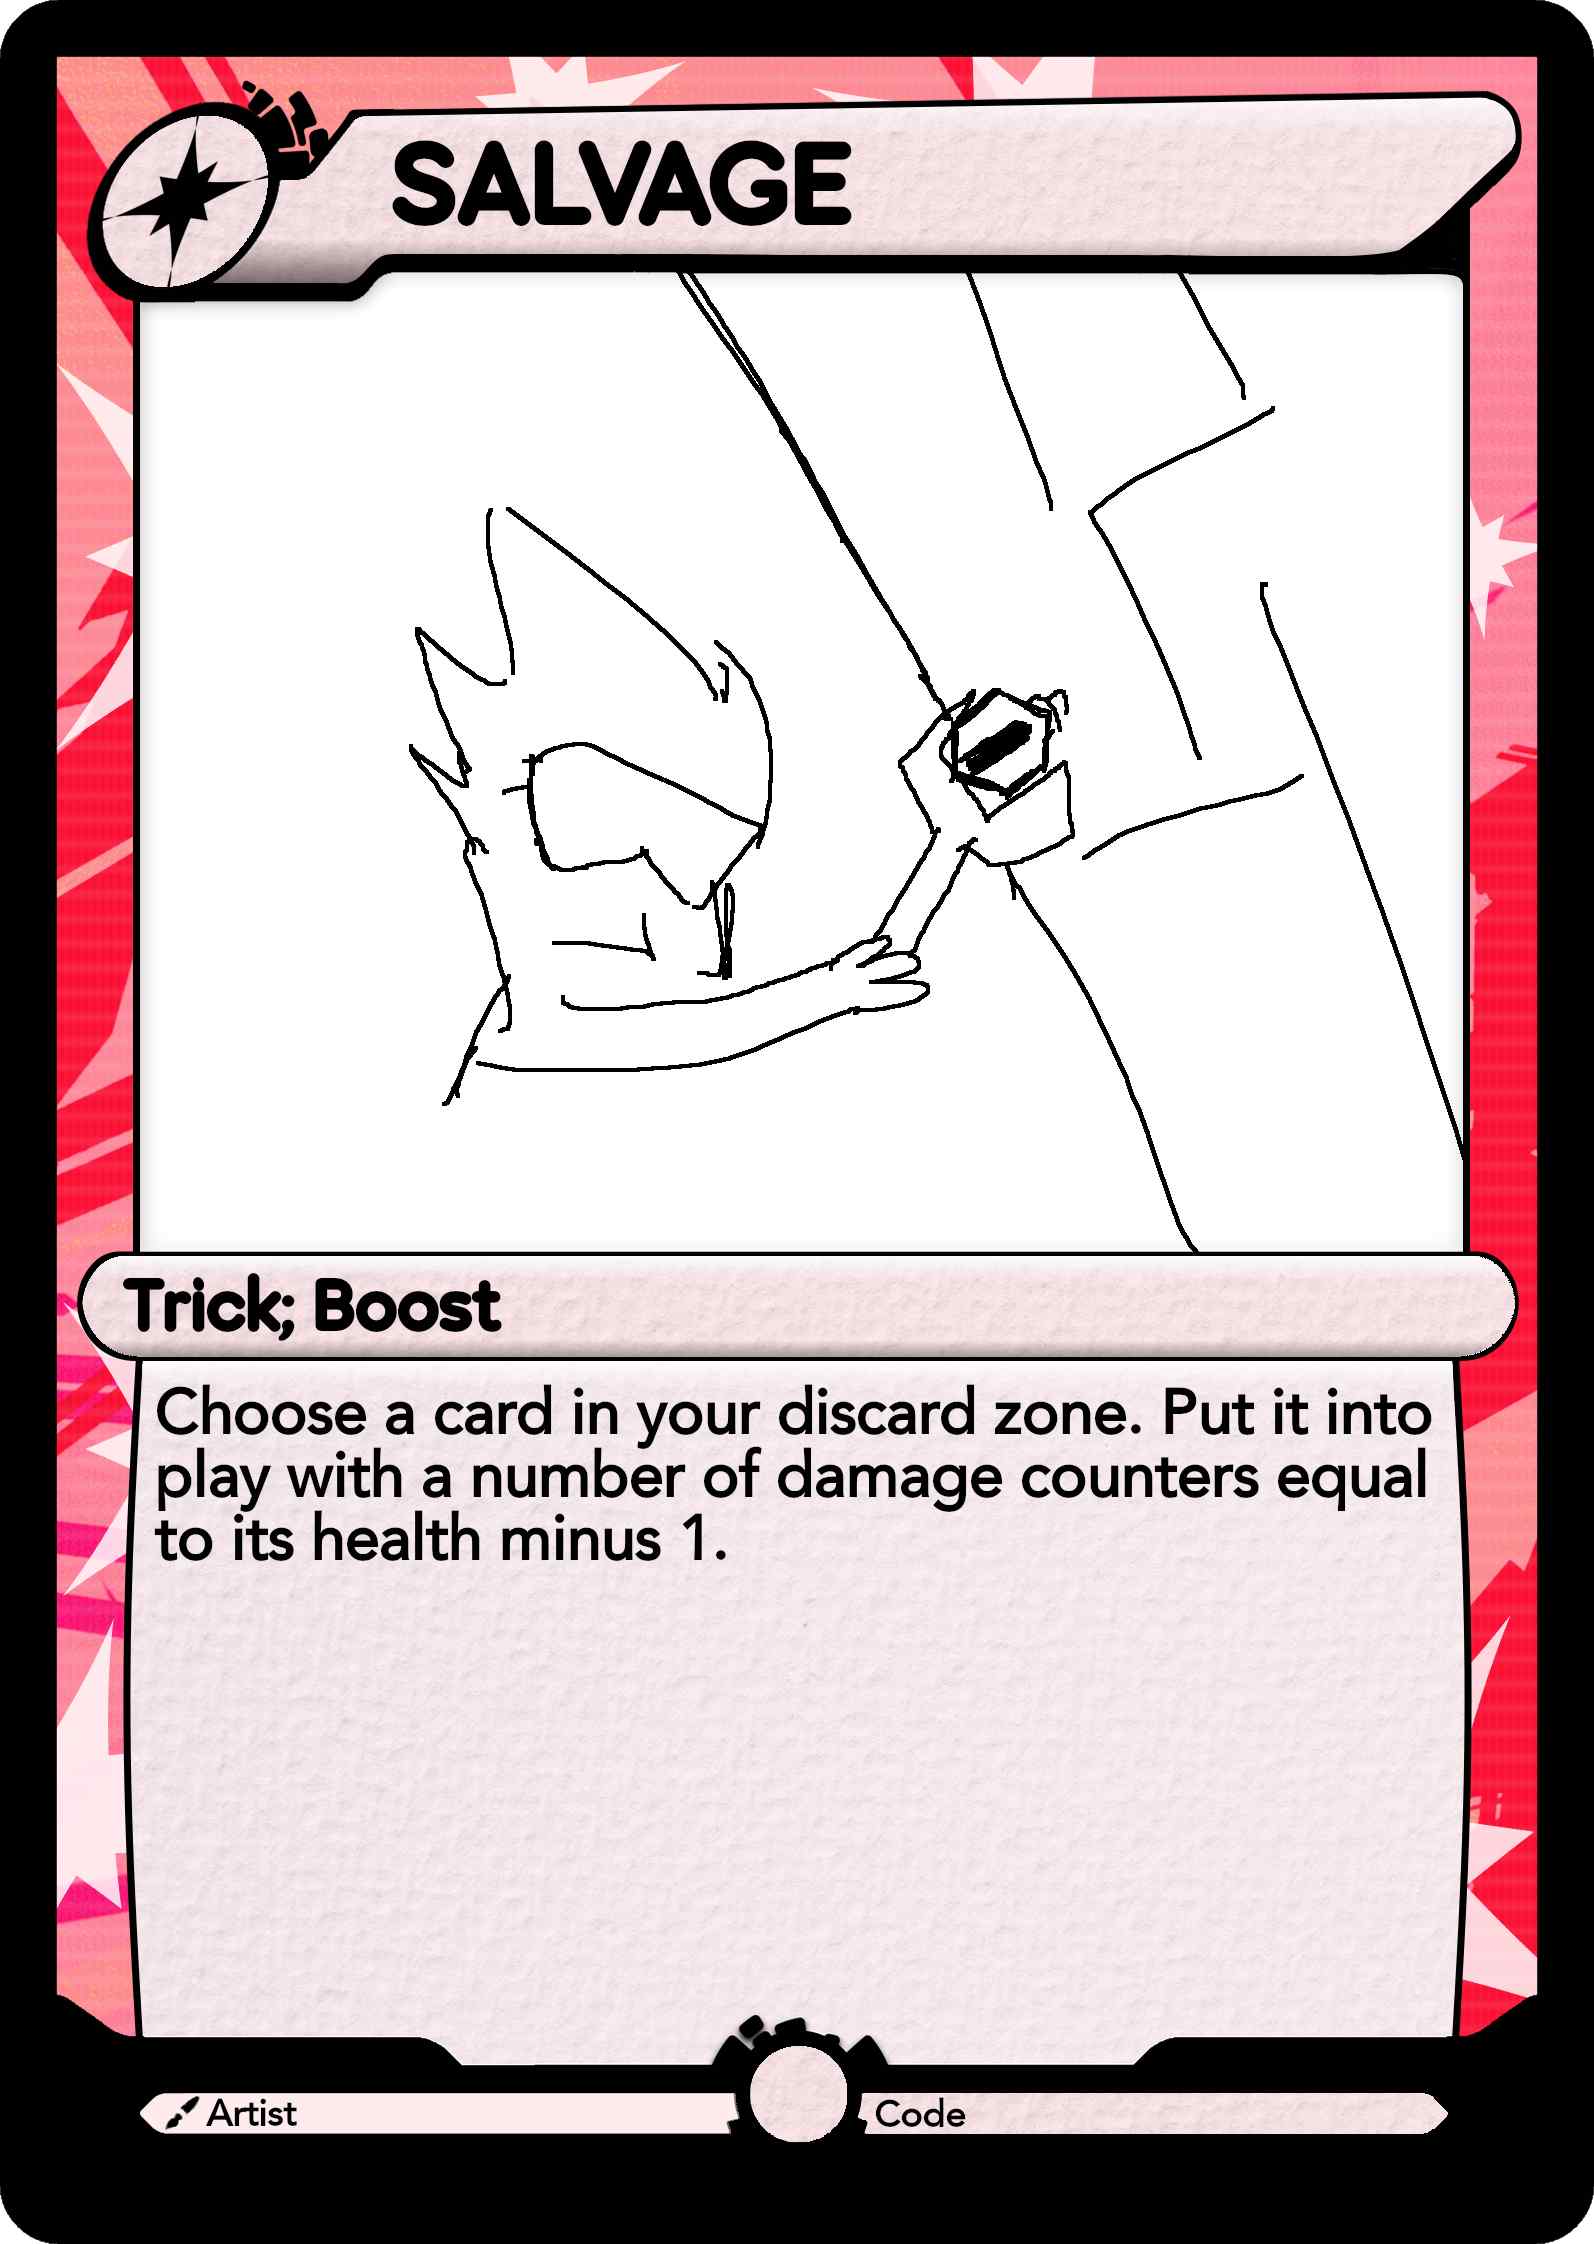 SALVAGE
Trick; Boost
Choose a card in your discard zone. Put it into
play with a number of damage counters equal
to its health minus 1.
Artist
Code